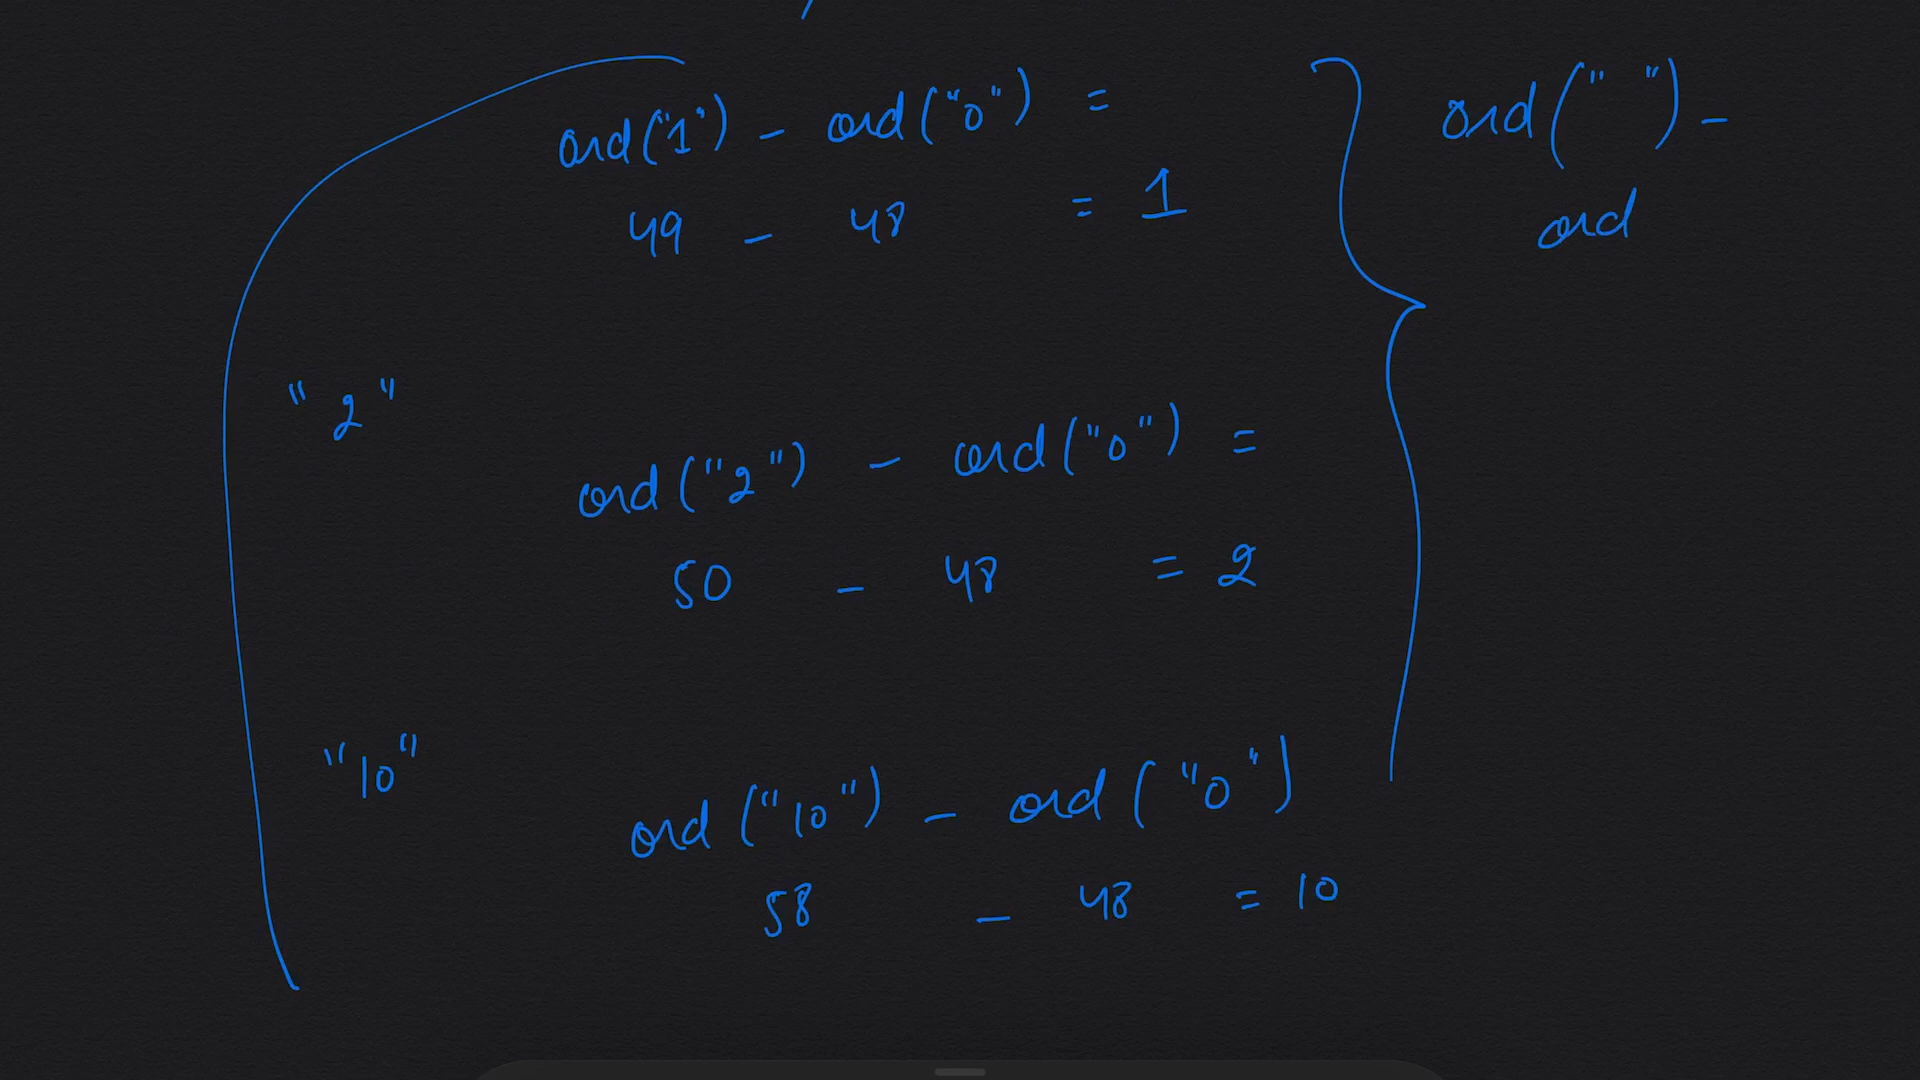 ord("1") - ord("0") =
49 - 48 = 1
"2"
ord("2") - ord("0") =
50 - 48 = 2
"10"
ord("10") - ord("0")
58 - 48 = 10
ord(" ") -
ord